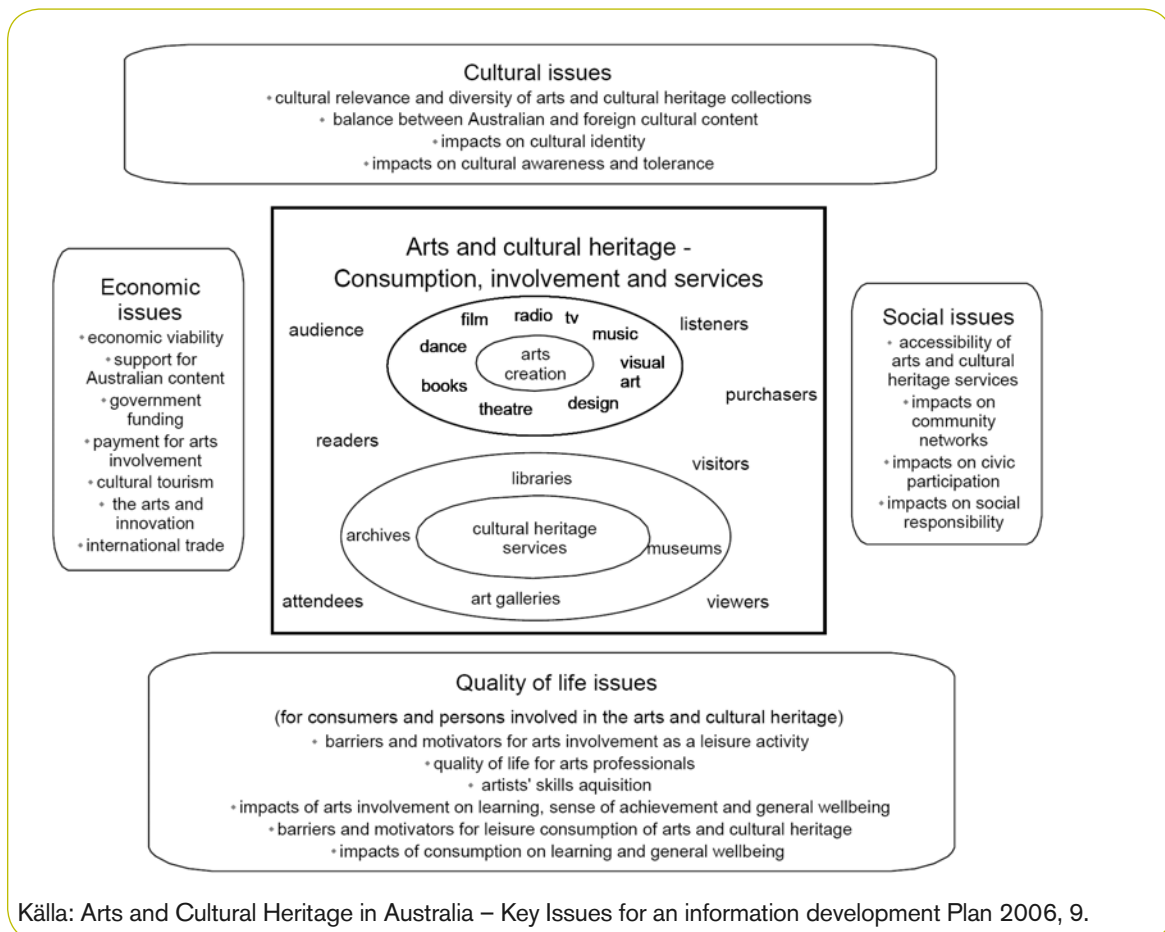 Cultural issues
• cultural relevance and diversity of arts and cultural heritage collections
• balance between Australian and foreign cultural content
• impacts on cultural identity
• impacts on cultural awareness and tolerance
Economic
issues
• economic viability
• support for
Australian content
• government
funding
• payment for arts
involvement
• cultural tourism
• the arts and
innovation
• international trade
Arts and cultural heritage -
Consumption, involvement and services
audience
film
radio
tv
music
listeners
dance
arts
creation
visual
art
books
theatre
design
purchasers
readers
visitors
libraries
archives
cultural heritage
services
museums
attendees
art galleries
viewers
Social issues
• accessibility of
arts and cultural
heritage services
• impacts on
community
networks
• impacts on civic
participation
• impacts on social
responsibility
Quality of life issues
(for consumers and persons involved in the arts and cultural heritage)
• barriers and motivators for arts involvement as a leisure activity
• quality of life for arts professionals
• artists' skills aquisition
• impacts of arts involvement on learning, sense of achievement and general wellbeing
• barriers and motivators for leisure consumption of arts and cultural heritage
• impacts of consumption on learning and general wellbeing
Källa: Arts and Cultural Heritage in Australia – Key Issues for an information development Plan 2006, 9.